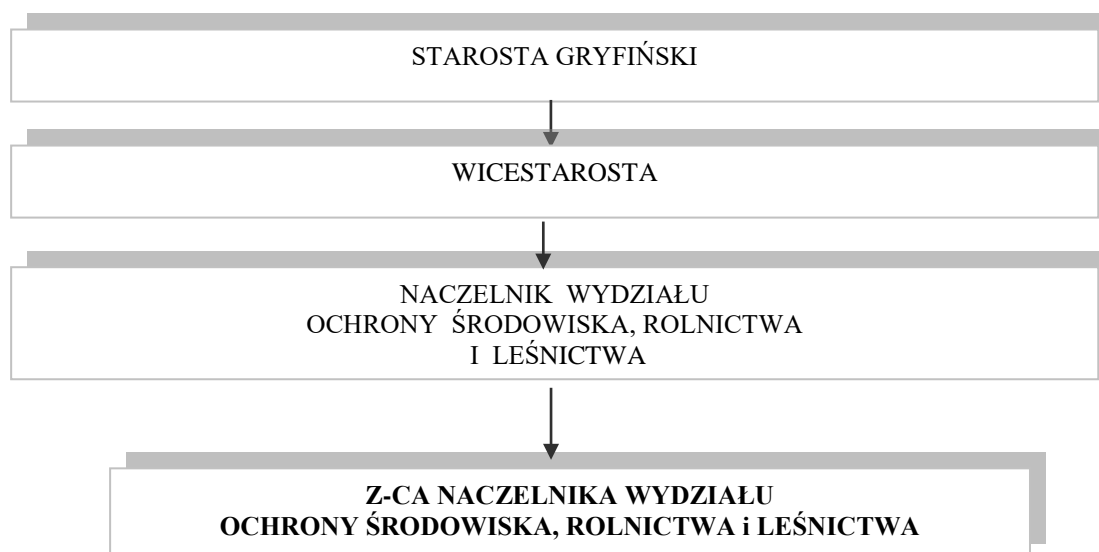 STAROSTA GRYFIŃSKI
WICESTAROSTA
NACZELNIK WYDZIAŁU
OCHRONY ŚRODOWISKA, ROLNICTWA
I LEŚNICTWA
Z-CA NACZELNIKA WYDZIAŁU
OCHRONY ŚRODOWISKA, ROLNICTWA i LEŚNICTWA